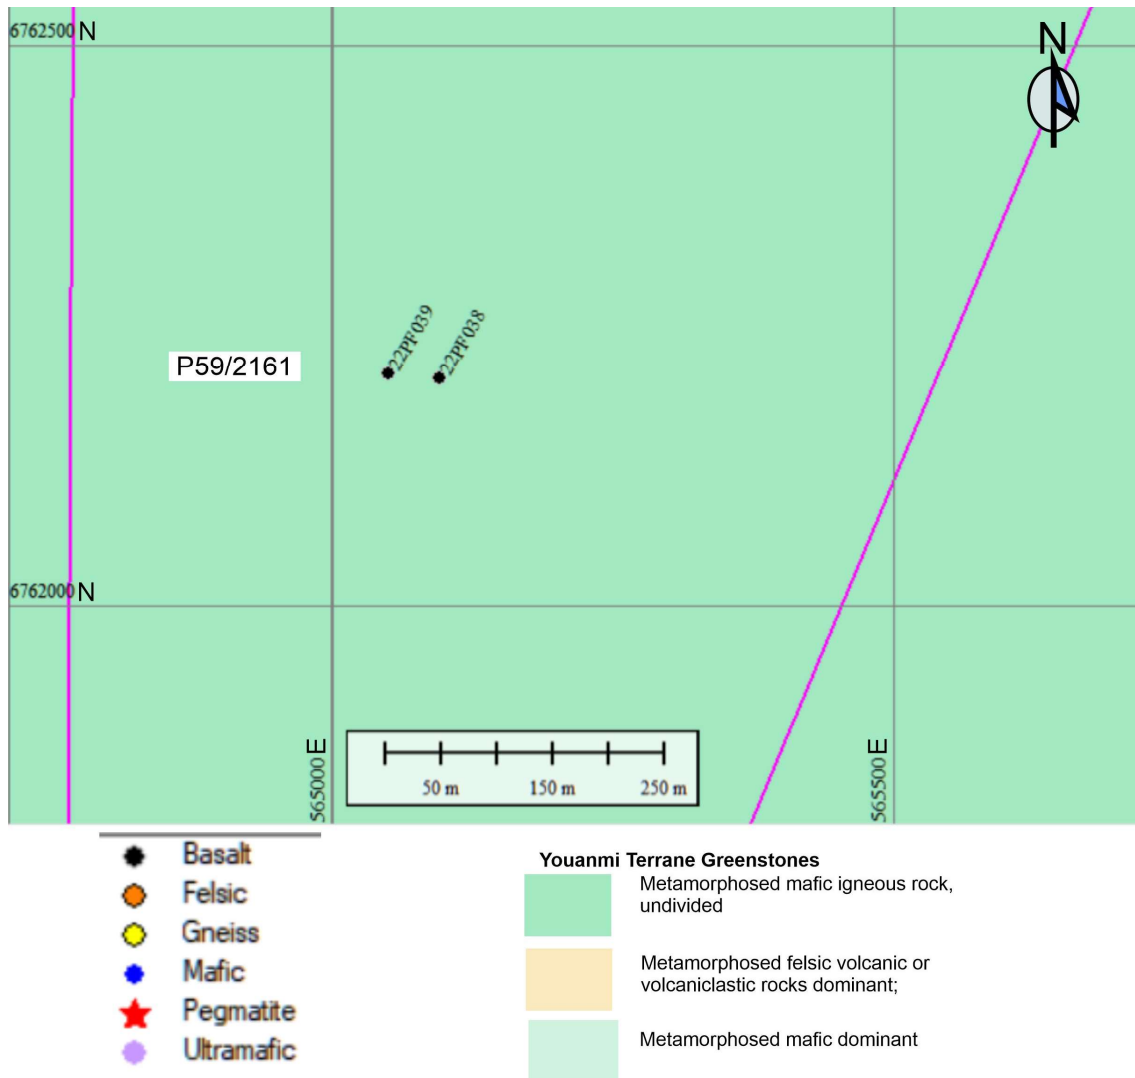 6762500 N
N
22PF039
22PF038
P59/2161
6762000 N
565000 E
565500 E
50 m 150 m 250 m
Basalt
Felsic
Gneiss
Mafic
Pegmatite
Ultramafic
Youanmi Terrane Greenstones
Metamorphosed mafic igneous rock,
undivided
Metamorphosed felsic volcanic or
volcaniclastic rocks dominant;
Metamorphosed mafic dominant